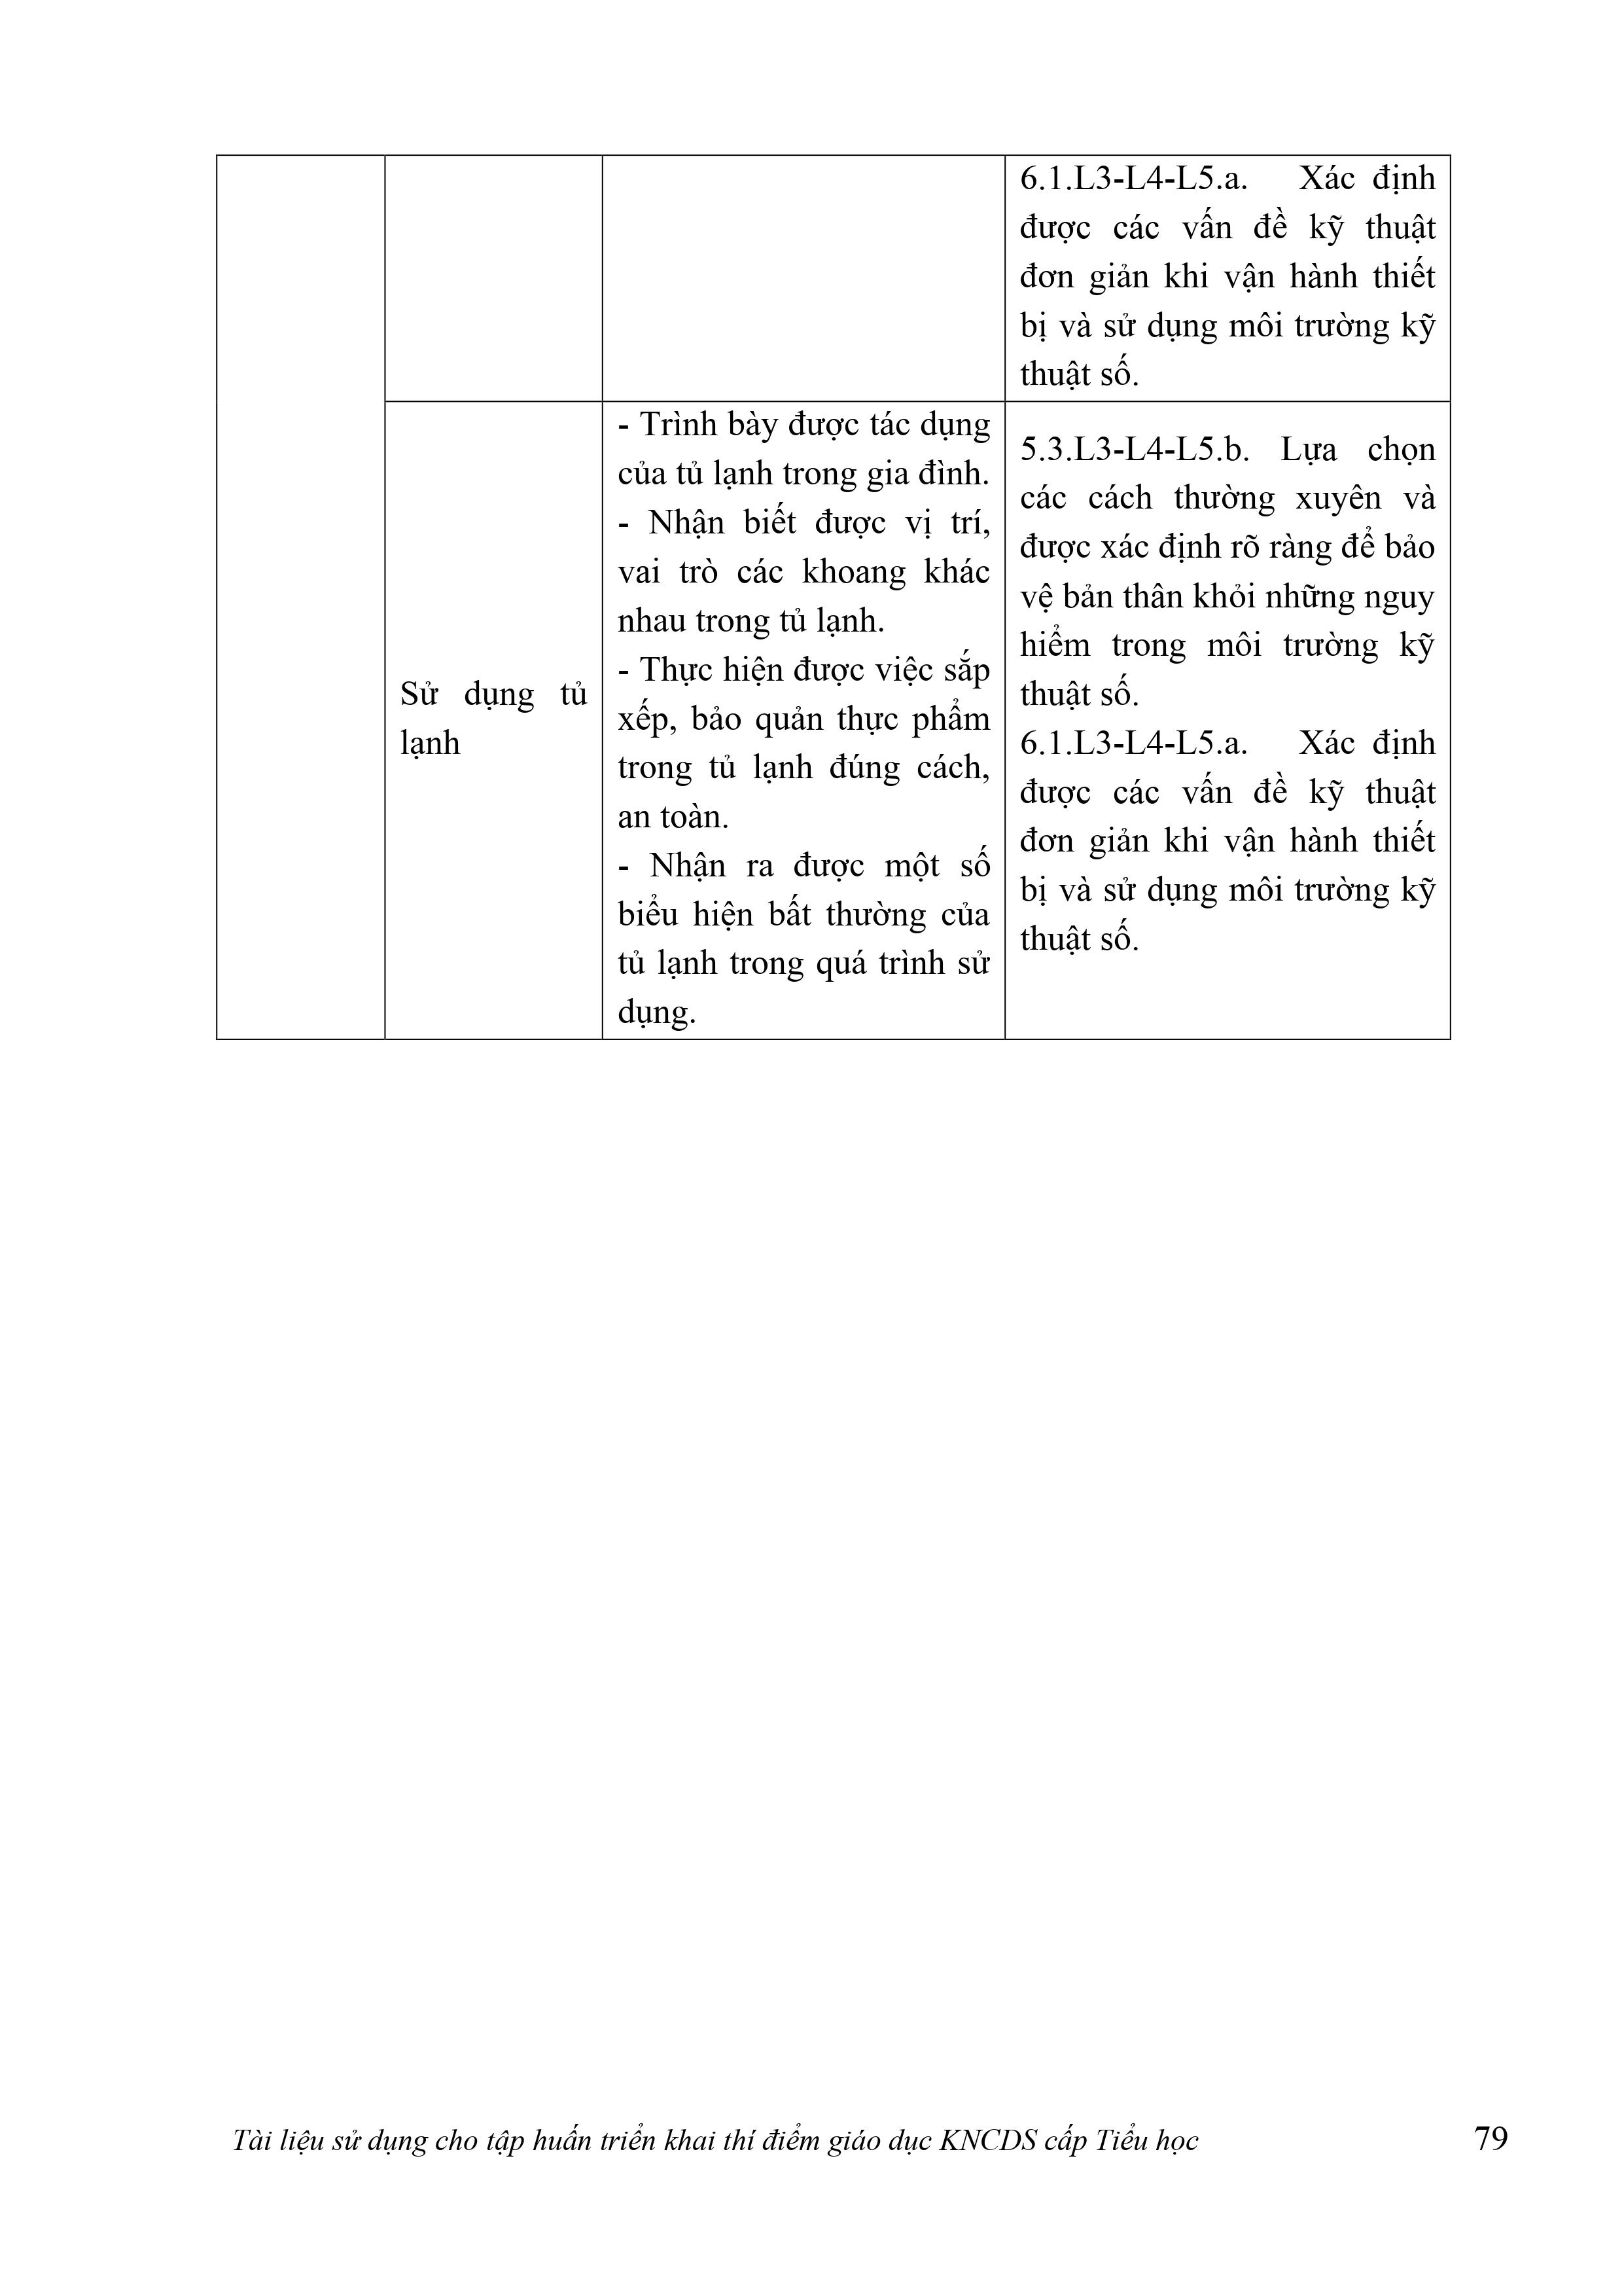 6.1.L3-L4-L5.a. Xác định
được các vấn đề kỹ thuật
đơn giản khi vận hành thiết
bị và sử dụng môi trường kỹ
thuật số.
Sử dụng tủ
lạnh
- Trình bày được tác dụng
của tủ lạnh trong gia đình.
- Nhận biết được vị trí,
vai trò các khoang khác
nhau trong tủ lạnh.
- Thực hiện được việc sắp
xếp, bảo quản thực phẩm
trong tủ lạnh đúng cách,
an toàn.
- Nhận ra được một số
biểu hiện bất thường của
tủ lạnh trong quá trình sử
dụng.
5.3.L3-L4-L5.b. Lựa chọn
các cách thường xuyên và
được xác định rõ ràng để bảo
vệ bản thân khỏi những nguy
hiểm trong môi trường kỹ
thuật số.
6.1.L3-L4-L5.a. Xác định
được các vấn đề kỹ thuật
đơn giản khi vận hành thiết
bị và sử dụng môi trường kỹ
thuật số.
Tài liệu sử dụng cho tập huấn triển khai thí điểm giáo dục KNCDS cấp Tiểu học 79